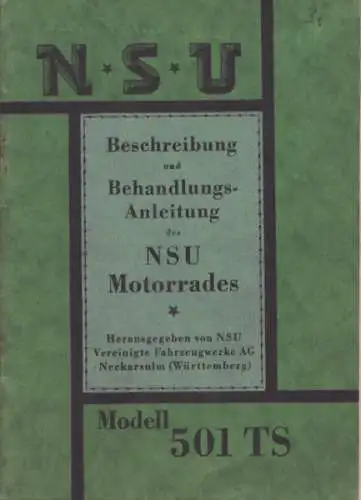 N★S★U
Beschreibung
und
Behandlungs-
Anleitung
des
NSU
Motorrades
★
Herausgegeben von NSU
Vereinigte Fahrzeugwerke AG
Neckarsulm (Württemberg)
Modell
501 TS